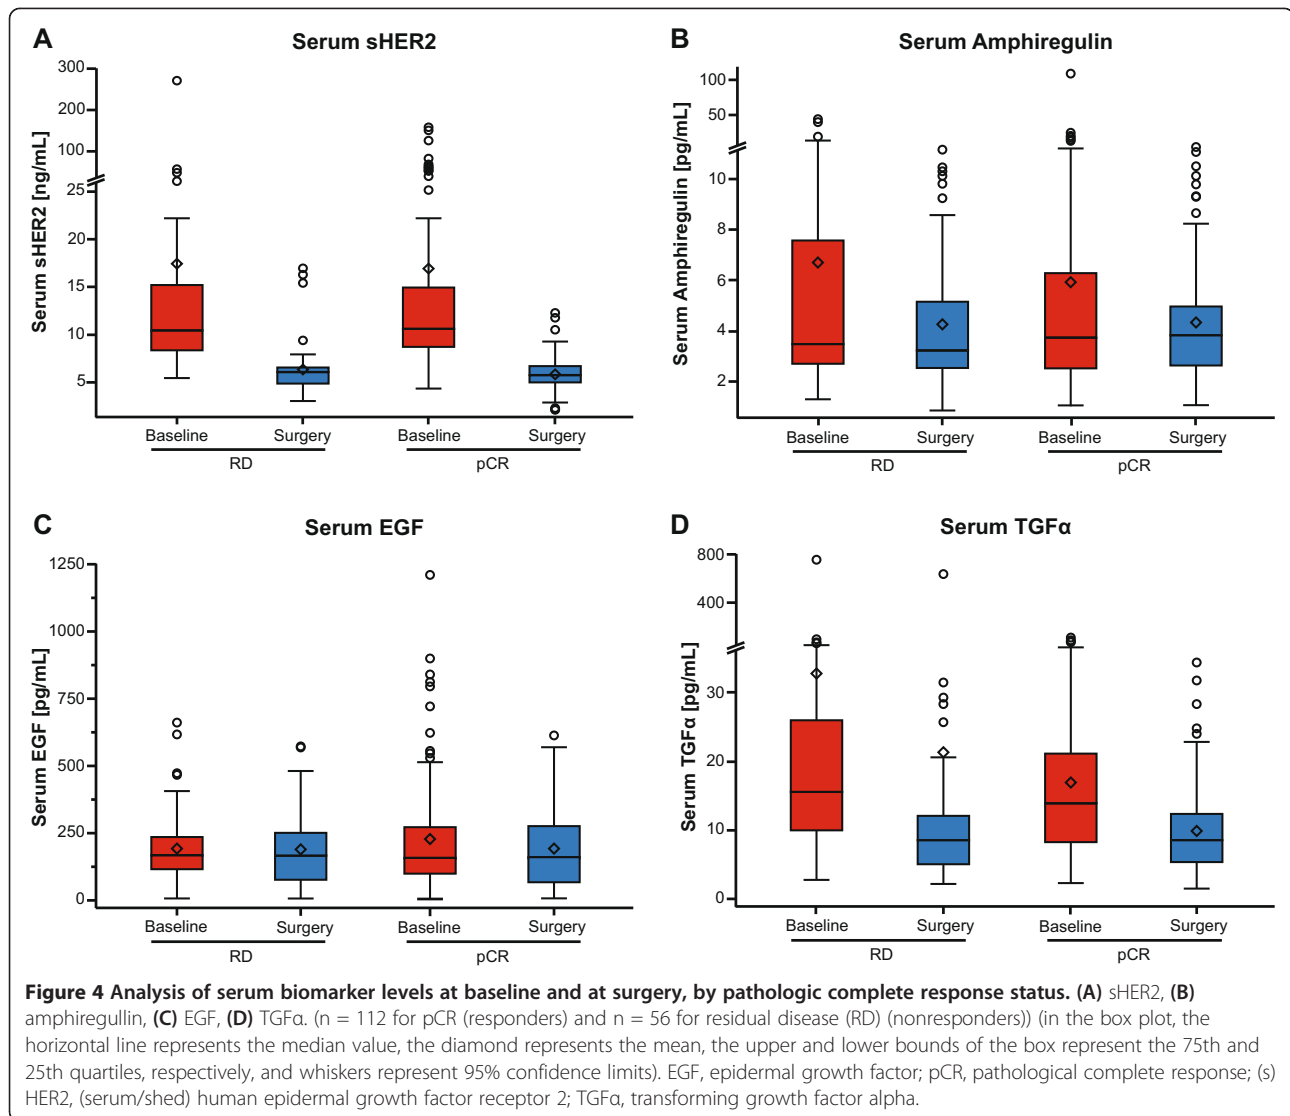 A
Serum sHER2
Serum sHER2 [ng/mL]
300
200
100
25
20
15
10
5
Baseline
Surgery
Baseline
Surgery
RD
pCR
B
Serum Amphiregulin
Serum Amphiregulin [pg/mL]
100
50
10
8
6
4
2
Baseline
Surgery
Baseline
Surgery
RD
pCR
C
Serum EGF
Serum EGF [pg/mL]
1250
1000
750
500
250
0
Baseline
Surgery
Baseline
Surgery
RD
pCR
D
Serum TGFα
Serum TGFα [pg/mL]
800
400
30
20
10
0
Baseline
Surgery
Baseline
Surgery
RD
pCR
Figure 4 Analysis of serum biomarker levels at baseline and at surgery, by pathologic complete response status. (A) sHER2, (B)
amphiregullin, (C) EGF, (D) TGFα. (n = 112 for pCR (responders) and n = 56 for residual disease (RD) (nonresponders)) (in the box plot, the
horizontal line represents the median value, the diamond represents the mean, the upper and lower bounds of the box represent the 75th and
25th quartiles, respectively, and whiskers represent 95% confidence limits). EGF, epidermal growth factor; pCR, pathological complete response; (s)
HER2, (serum/shed) human epidermal growth factor receptor 2; TGFα, transforming growth factor alpha.